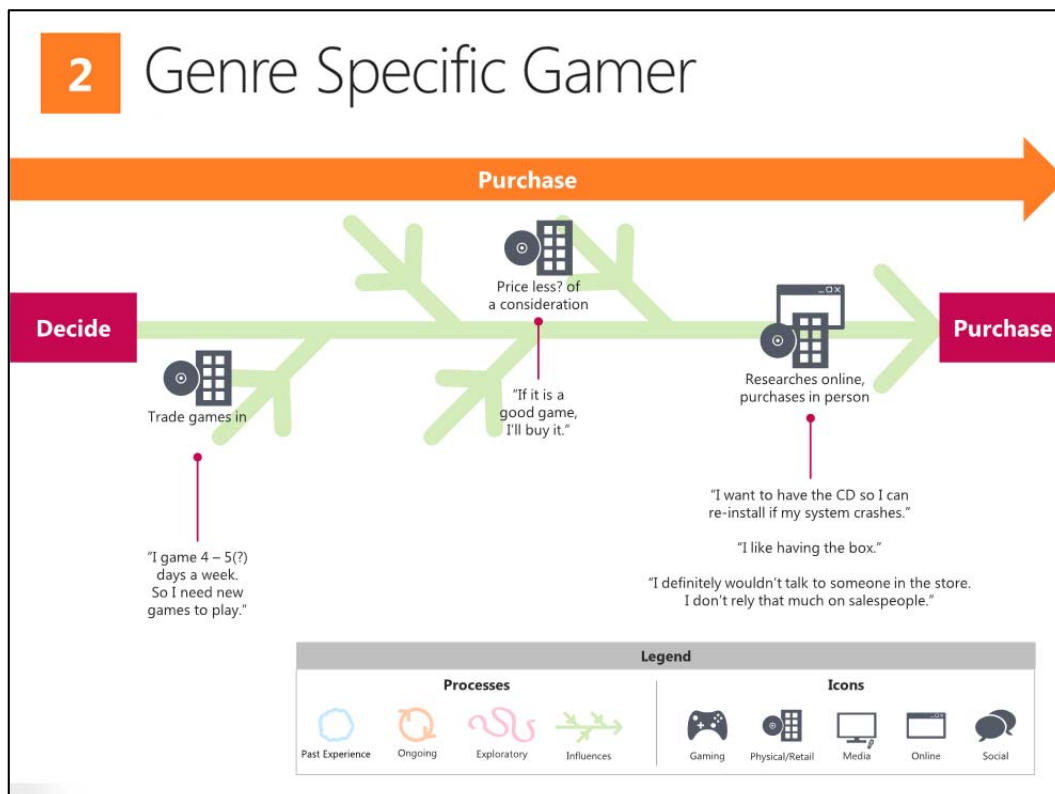 2
Genre Specific Gamer
Purchase
Decide
Purchase
Trade games in
Price less? of
a consideration
Researches online,
purchases in person
“I game 4 – 5(?)
days a week.
So I need new
games to play.”
“If it is a
good game,
I’ll buy it.”
“I want to have the CD so I can
re-install if my system crashes.”
“I like having the box.”
“I definitely wouldn’t talk to someone in the store.
I don’t rely that much on salespeople.”
Legend
Processes
Past Experience
Ongoing
Exploratory
Influences
Icons
Gaming
Physical/Retail
Media
Online
Social